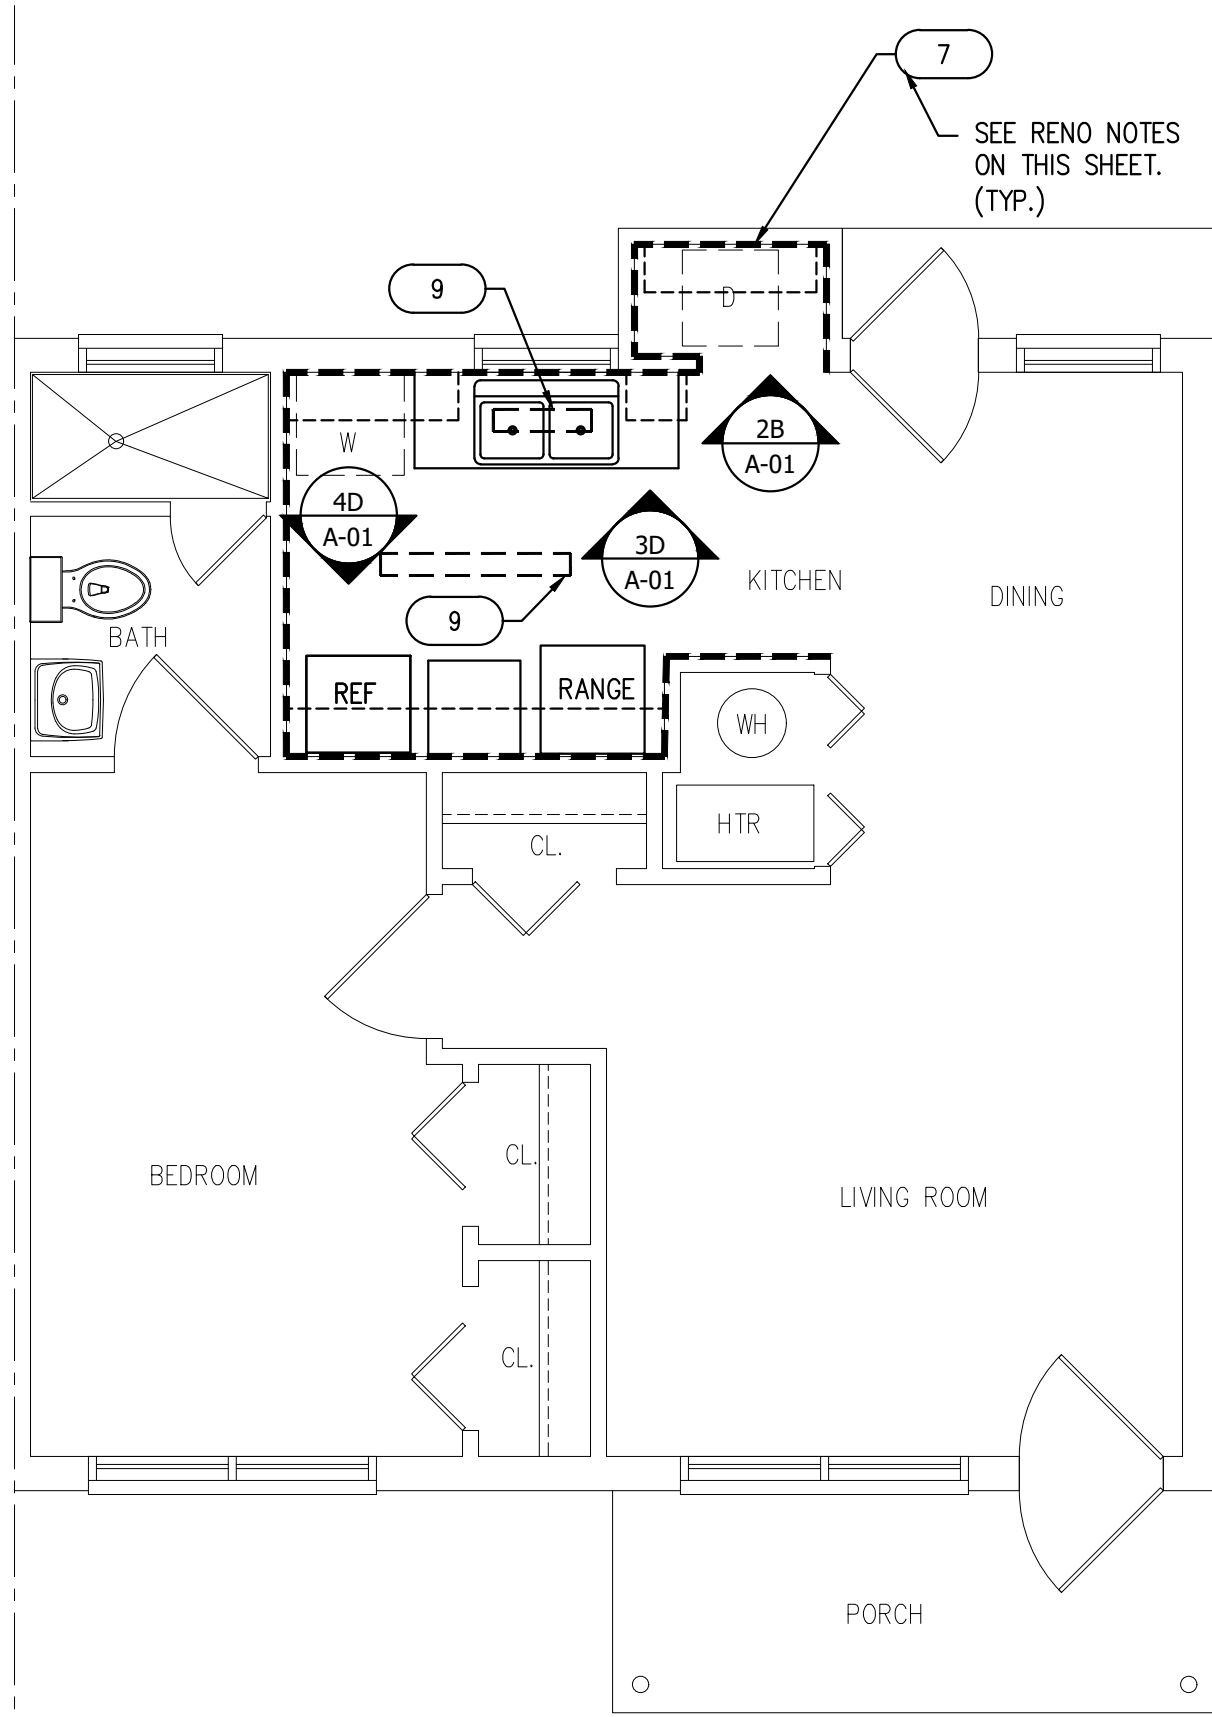 7
SEE RENO NOTES
ON THIS SHEET.
(TYP.)
9
D
W
2B
A-01
4D
A-01
3D
A-01
KITCHEN
DINING
9
BATH
REF
RANGE
WH
HTR
CL.
CL.
BEDROOM
LIVING ROOM
CL.
PORCH